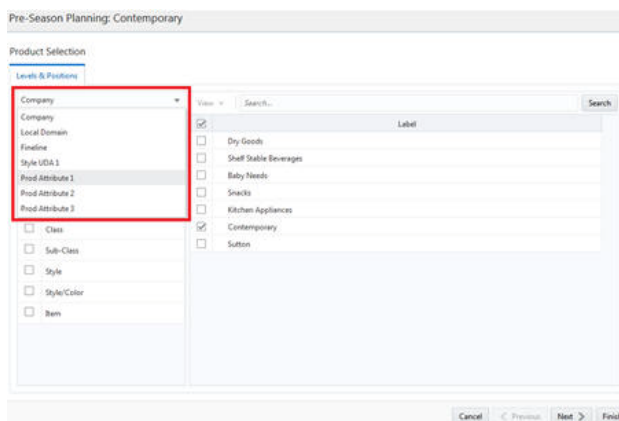 Pre-Season Planning: Contemporary
Product Selection
Levels & Positions
Company
View
Search...
Search
Company
Local Domain
Fineline
Style UDA 1
Prod Attribute 1
Prod Attribute 2
Prod Attribute 3
Class
Sub-Class
Style
Style/Color
Item
Label
Dry Goods
Shelf Stable Beverages
Baby Needs
Snacks
Kitchen Appliances
Contemporary
Sutton
Cancel
< Previous
Next >
Finish